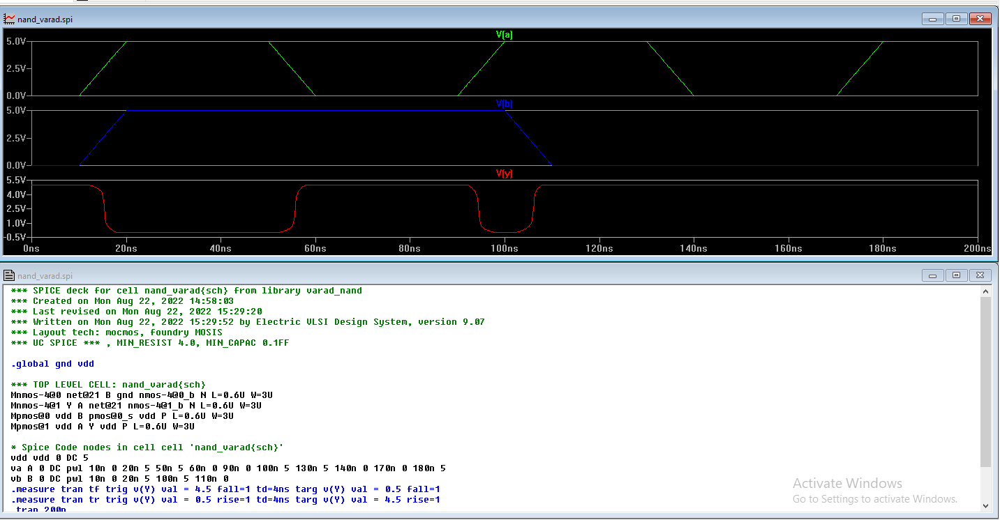 nand_varad.spi
V(a)
5.0V
2.5V
0.0V
V(b)
5.0V
2.5V
0.0V
V(y)
5.5V
4.0V
2.5V
1.0V
-0.5V
0ns 20ns 40ns 60ns 80ns 100ns 120ns 140ns 160ns 180ns 200ns
nand_varad.spi
*** SPICE deck for cell nand_varad{sch} from library varad_nand
*** Created on Mon Aug 22, 2022 14:58:03
*** Last revised on Mon Aug 22, 2022 15:29:20
*** Written on Mon Aug 22, 2022 15:29:52 by Electric VLSI Design System, version 9.07
*** Layout tech: mocmos, foundry MOSIS
*** UC SPICE *** , MIN_RESIST 4.0, MIN_CAPAC 0.1FF
.global gnd vdd
*** TOP LEVEL CELL: nand_varad{sch}
Mnmos-4@0 net@21 B gnd nmos-4@0_b N L=0.6U W=3U
Mnmos-4@1 Y A net@21 nmos-4@1_b N L=0.6U W=3U
Mpmos@0 vdd B pmos@0_s vdd P L=0.6U W=3U
Mpmos@1 vdd A Y vdd P L=0.6U W=3U
* Spice Code nodes in cell cell 'nand_varad{sch}'
vdd vdd 0 DC 5
va A 0 DC pwl 10n 0 20n 5 50n 5 60n 0 90n 0 100n 5 130n 5 140n 0 170n 0 180n 5
vb B 0 DC pwl 10n 0 20n 5 100n 5 110n 0
.measure tran tf trig v(Y) val = 4.5 fall=1 td=4ns targ v(Y) val = 0.5 fall=1
.measure tran tr trig v(Y) val = 0.5 rise=1 td=4ns targ v(Y) val = 4.5 rise=1
.tran 200n
Activate Windows
Go to Settings to activate Windows.